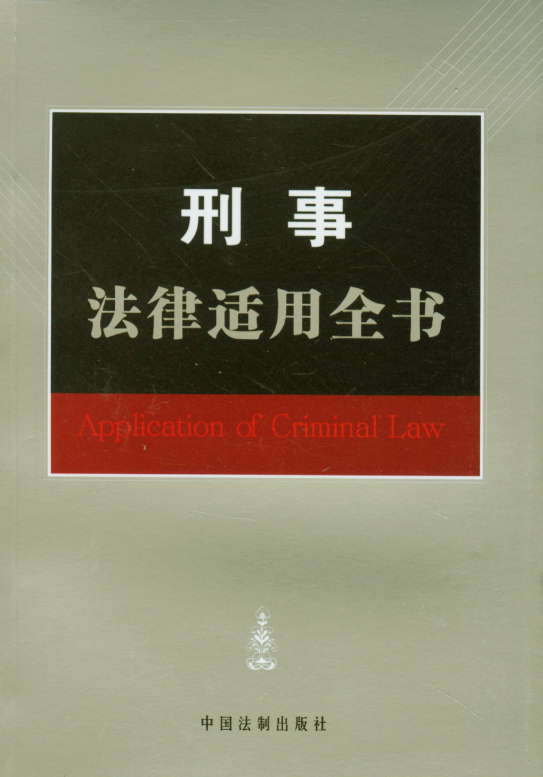 刑事
法律适用全书
Application of Criminal Law
中国法制出版社